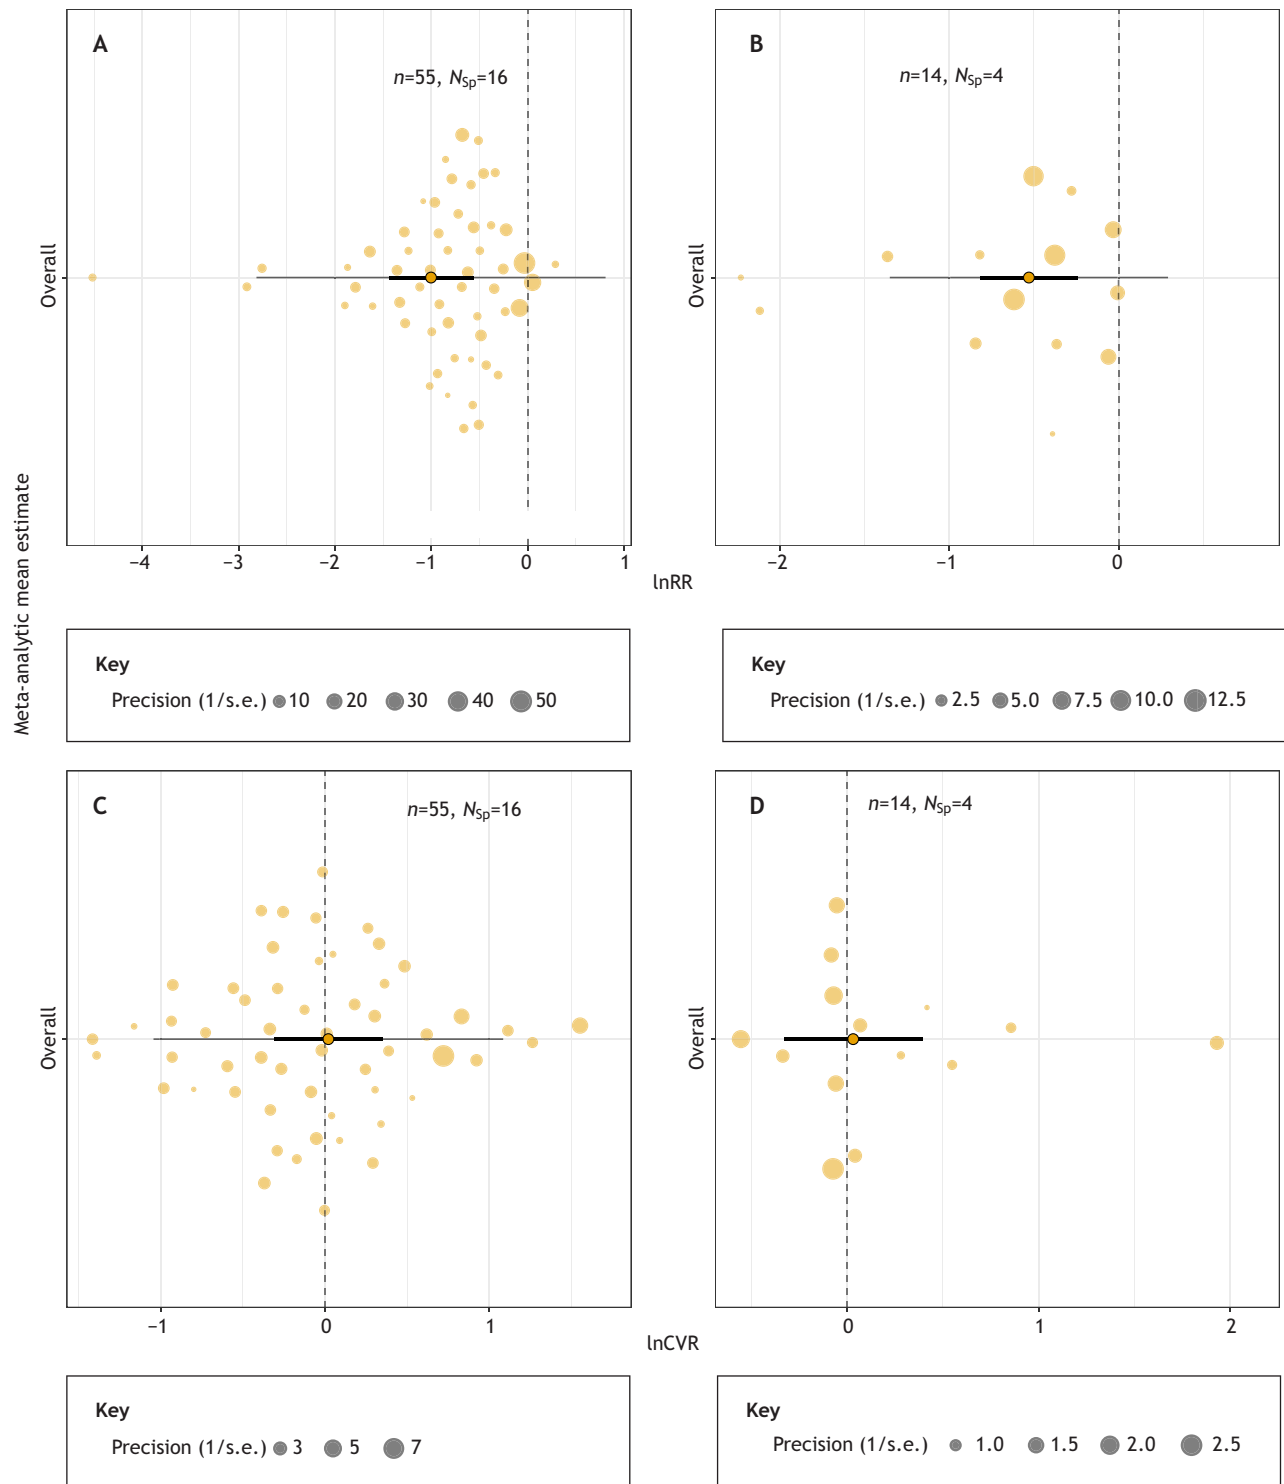 Meta-analytic mean estimate
A
n=55, NSp=16
Overall
−4 −3 −2 −1 0 1
B
n=14, NSp=4
Overall
−2 −1 0
lnRR
Key
Precision (1/s.e.) 10 20 30 40 50
Key
Precision (1/s.e.) 2.5 5.0 7.5 10.0 12.5
C
n=55, NSp=16
Overall
−1 0 1
D
n=14, NSp=4
Overall
0 1 2
lnCVR
Key
Precision (1/s.e.) 3 5 7
Key
Precision (1/s.e.) 1.0 1.5 2.0 2.5